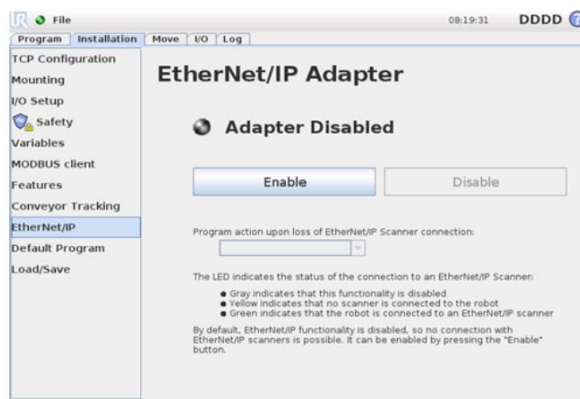 UR File 08:19:31 DDDD ?
Program Installation Move I/O Log
TCP Configuration
Mounting
I/O Setup
Safety
Variables
MODBUS client
Features
Conveyor Tracking
EtherNet/IP
Default Program
Load/Save
EtherNet/IP Adapter
Adapter Disabled
Enable Disable
Program action upon loss of EtherNet/IP Scanner connection:
The LED indicates the status of the connection to an EtherNet/IP Scanner:
● Gray indicates that this functionality is disabled
● Yellow indicates that no scanner is connected to the robot
● Green indicates that the robot is connected to an EtherNet/IP scanner
By default, EtherNet/IP functionality is disabled, so no connection with
EtherNet/IP scanners is possible. It can be enabled by pressing the "Enable"
button.